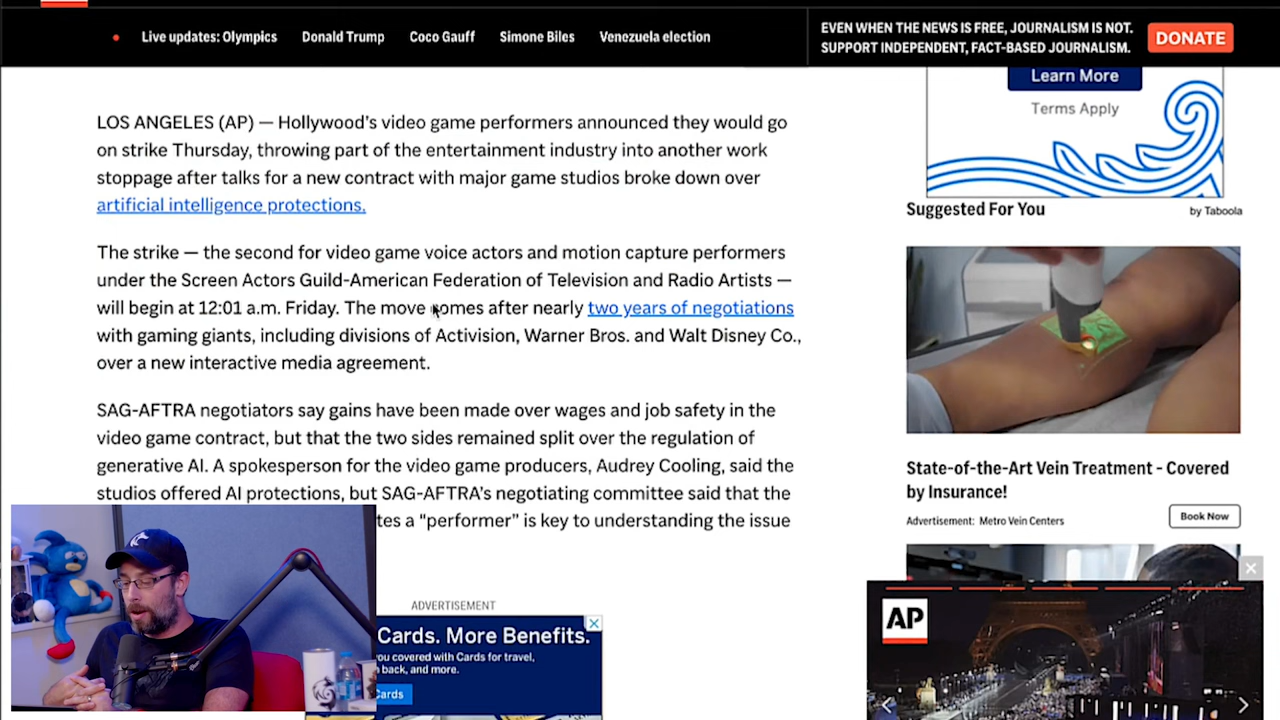 Live updates: Olympics
Donald Trump
Coco Gauff
Simone Biles
Venezuela election
EVEN WHEN THE NEWS IS FREE, JOURNALISM IS NOT.
SUPPORT INDEPENDENT, FACT-BASED JOURNALISM.
DONATE
LOS ANGELES (AP) — Hollywood's video game performers announced they would go
on strike Thursday, throwing part of the entertainment industry into another work
stoppage after talks for a new contract with major game studios broke down over
artificial intelligence protections.
The strike — the second for video game voice actors and motion capture performers
under the Screen Actors Guild-American Federation of Television and Radio Artists —
will begin at 12:01 a.m. Friday. The move comes after nearly two years of negotiations
with gaming giants, including divisions of Activision, Warner Bros. and Walt Disney Co.,
over a new interactive media agreement.
SAG-AFTRA negotiators say gains have been made over wages and job safety in the
video game contract, but that the two sides remained split over the regulation of
generative AI. A spokesperson for the video game producers, Audrey Cooling, said the
studios offered AI protections, but SAG-AFTRA's negotiating committee said that the
“performer” is key to understanding the issue
ADVERTISEMENT
Cards. More Benefits.
you covered with Cards for travel,
back, and more.
Cards
Learn More
Terms Apply
Suggested For You
by Taboola
State-of-the-Art Vein Treatment - Covered
by Insurance!
Advertisement: Metro Vein Centers
Book Now
AP